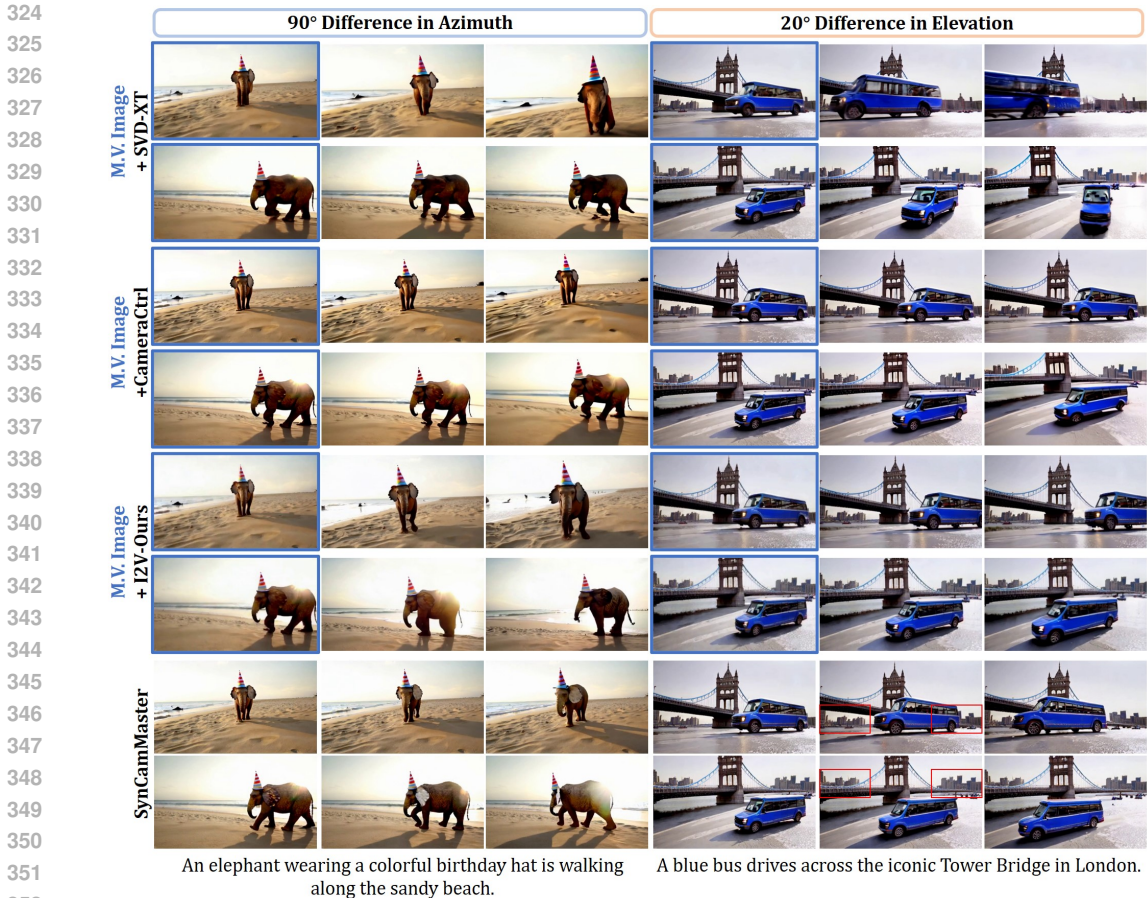 324
325
326
327
328
329
330
331
332
333
334
335
336
337
338
339
340
341
342
343
344
345
346
347
348
349
350
351
90° Difference in Azimuth
20° Difference in Elevation
M.V. Image
+ SVD-XT
M.V. Image
+CameraCtrl
M.V. Image
+ I2V-Ours
SynCamMaster
An elephant wearing a colorful birthday hat is walking
along the sandy beach.
A blue bus drives across the iconic Tower Bridge in London.